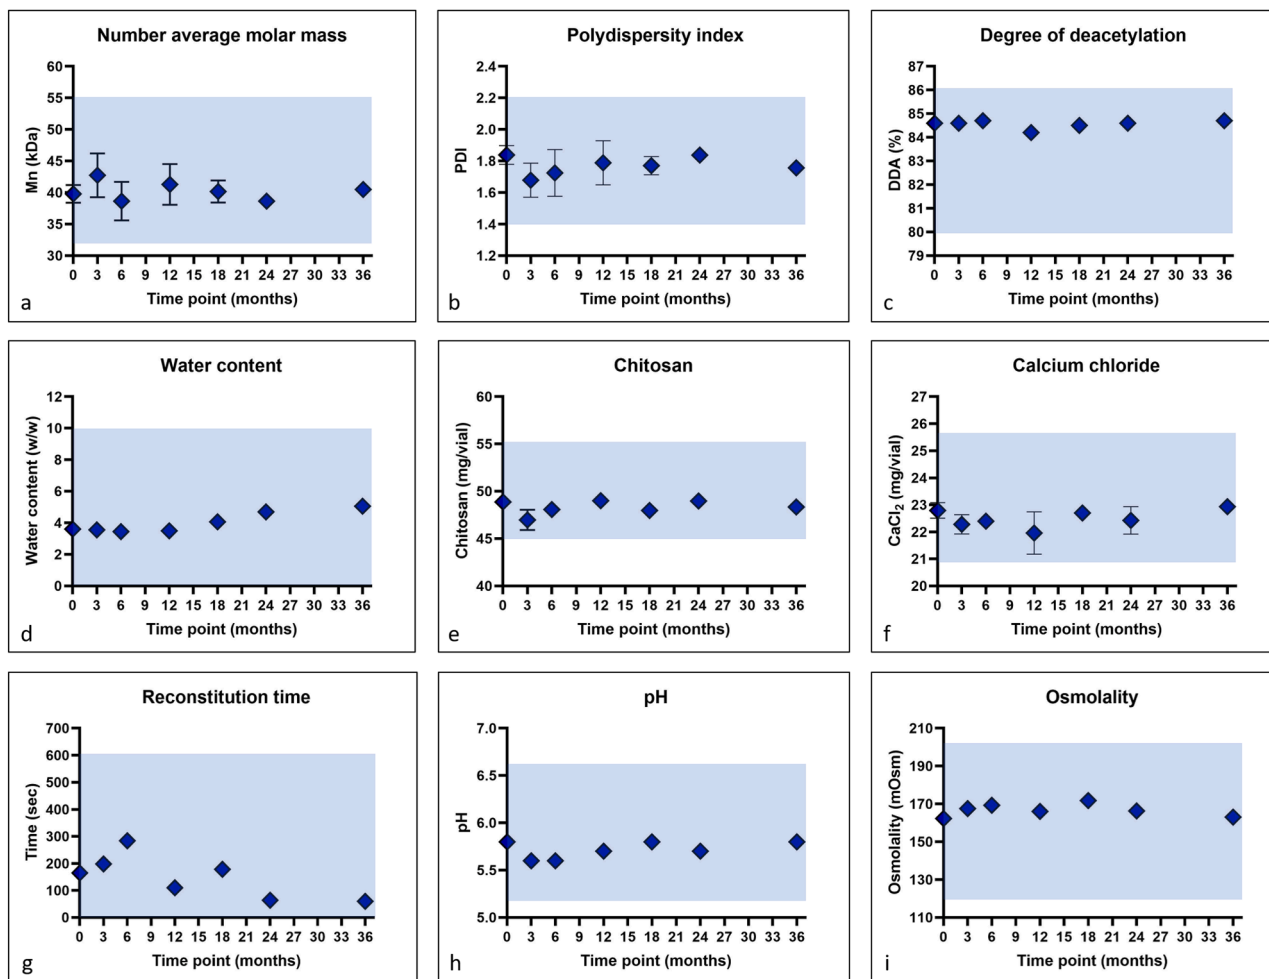 Number average molar mass
60
55
50
45
40
35
30
Mn (kDa)
0 3 6 9 12 15 18 21 24 27 30 33 36
Time point (months)
a
Polydispersity index
2.4
2.2
2.0
1.8
1.6
1.4
1.2
PDI
0 3 6 9 12 15 18 21 24 27 30 33 36
Time point (months)
b
Degree of deacetylation
87
86
85
84
83
82
81
80
79
DDA (%)
0 3 6 9 12 15 18 21 24 27 30 33 36
Time point (months)
c
Water content
12
10
8
6
4
2
0
Water content (w/w)
0 3 6 9 12 15 18 21 24 27 30 33 36
Time point (months)
d
Chitosan
60
55
50
45
40
Chitosan (mg/vial)
0 3 6 9 12 15 18 21 24 27 30 33 36
Time point (months)
e
Calcium chloride
27
26
25
24
23
22
21
20
CaCl₂ (mg/vial)
0 3 6 9 12 15 18 21 24 27 30 33 36
Time point (months)
f
Reconstitution time
700
600
500
400
300
200
100
0
Time (sec)
0 3 6 9 12 15 18 21 24 27 30 33 36
Time point (months)
g
pH
7.0
6.5
6.0
5.5
5.0
pH
0 3 6 9 12 15 18 21 24 27 30 33 36
Time point (months)
h
Osmolality
210
190
170
150
130
110
Osmolality (mOsm)
0 3 6 9 12 15 18 21 24 27 30 33 36
Time point (months)
i